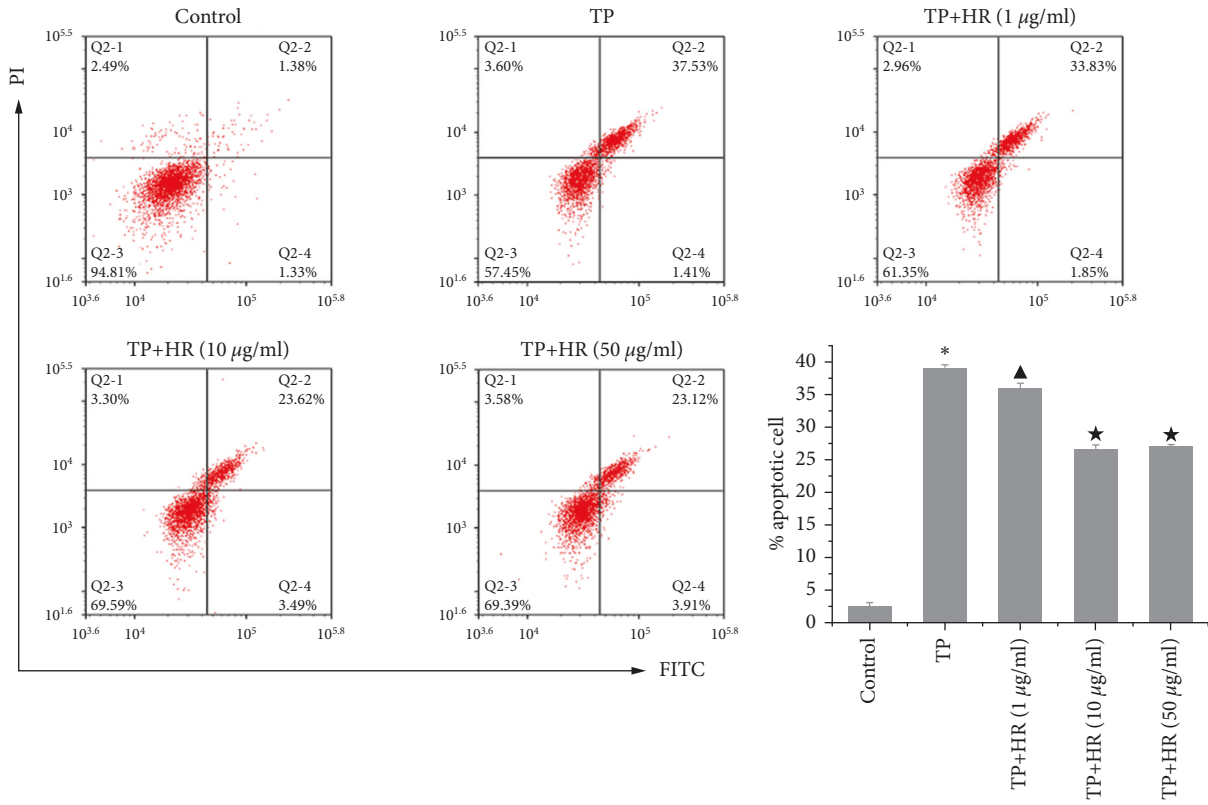 Control
TP
TP+HR (1 µg/ml)
PI
10^5.5
10^4
10^3
10^1.6
Q2-1
2.49%
Q2-2
1.38%
Q2-3
94.81%
Q2-4
1.33%
10^3.6
10^4
10^5
10^5.8
10^5.5
10^4
10^3
10^1.6
Q2-1
3.60%
Q2-2
37.53%
Q2-3
57.45%
Q2-4
1.41%
10^3.6
10^4
10^5
10^5.8
10^5.5
10^4
10^3
10^1.6
Q2-1
2.96%
Q2-2
33.83%
Q2-3
61.35%
Q2-4
1.85%
10^3.6
10^4
10^5
10^5.8
TP+HR (10 µg/ml)
10^5.5
10^4
10^3
10^1.6
Q2-1
3.30%
Q2-2
23.62%
Q2-3
69.59%
Q2-4
3.49%
10^3.6
10^4
10^5
10^5.8
TP+HR (50 µg/ml)
10^5.5
10^4
10^3
10^1.6
Q2-1
3.58%
Q2-2
23.12%
Q2-3
69.39%
Q2-4
3.91%
10^3.6
10^4
10^5
10^5.8
FITC
% apoptotic cell
40
35
30
25
20
15
10
5
0
*
▲
★
★
Control
TP
TP+HR (1 µg/ml)
TP+HR (10 µg/ml)
TP+HR (50 µg/ml)